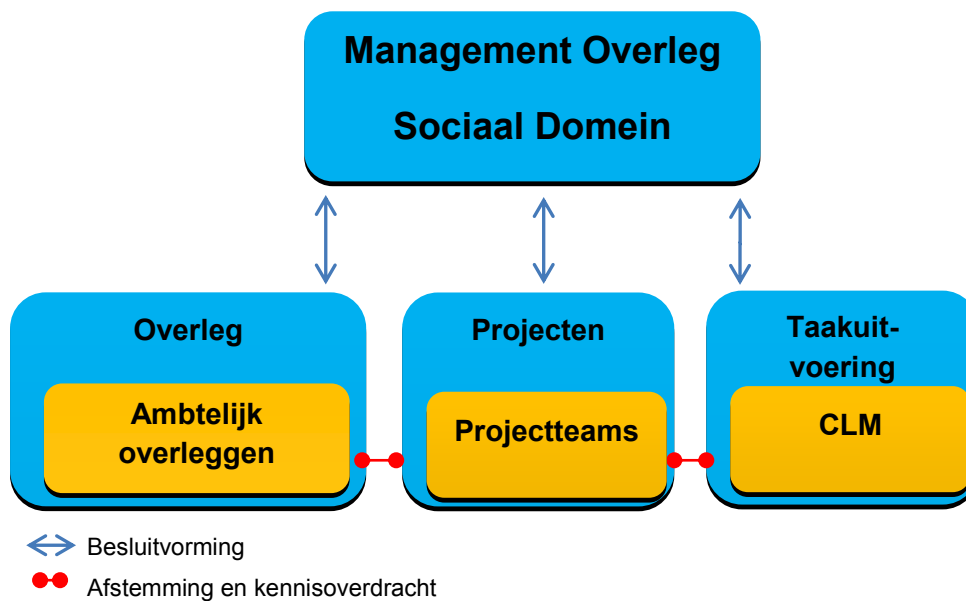 Management Overleg
Sociaal Domein
Overleg
Ambtelijk
overleggen
Projecten
Projectteams
Taakuit-
voering
CLM
Besluitvorming
Afstemming en kennisoverdracht